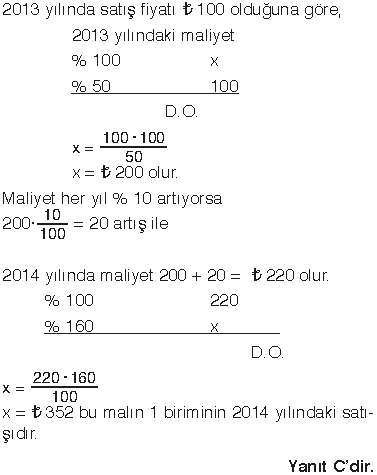 2013 yılında satış fiyatı ₺ 100 olduğuna göre,
2013 yılındaki maliyet
% 100 x
% 50 100
D.O.
x = 100 · 100 / 50
x = ₺ 200 olur.
Maliyet her yıl % 10 artıyorsa
200 · 10/100 = 20 artış ile
2014 yılında maliyet 200 + 20 = ₺ 220 olur.
% 100 220
% 160 x
D.O.
x = 220 · 160 / 100
x = ₺ 352 bu malın 1 biriminin 2014 yılındaki satı-
şıdır.
Yanıt C'dir.